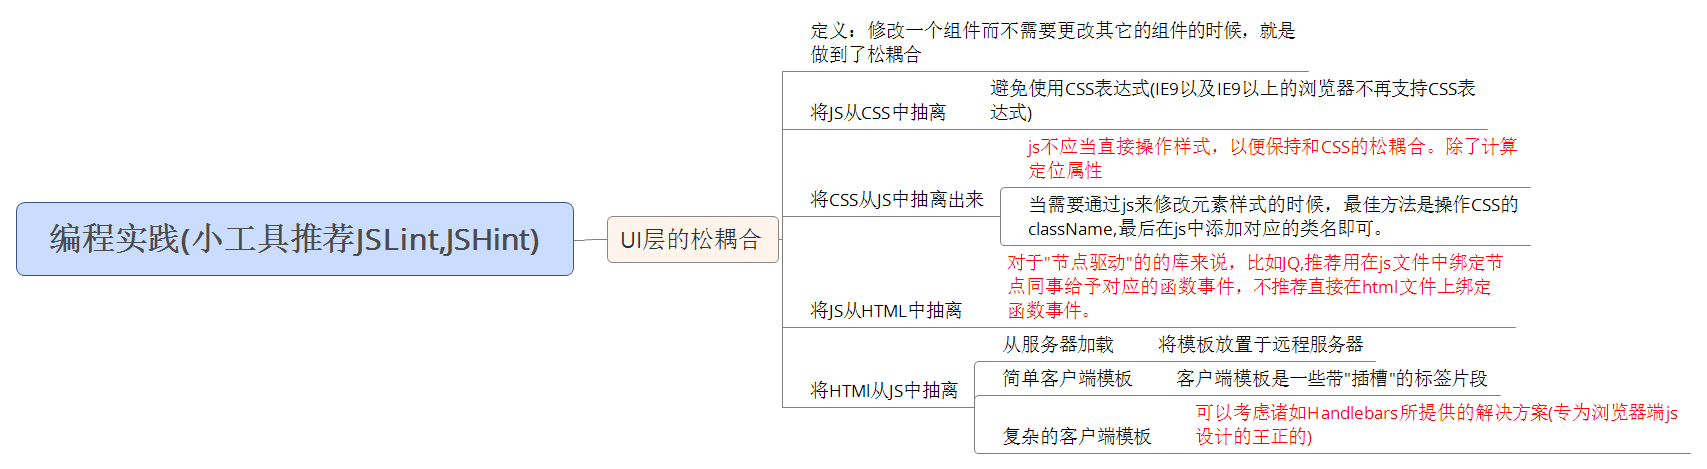 编程实践(小工具推荐JSLint,JSHint)
UI层的松耦合
定义：修改一个组件而不需要更改其它的组件的时候，就是
做到了松耦合
将JS从CSS中抽离
避免使用CSS表达式(IE9以及IE9以上的浏览器不再支持CSS表
达式)
将CSS从JS中抽离出来
js不应当直接操作样式，以便保持和CSS的松耦合。除了计算
定位属性
当需要通过js来修改元素样式的时候，最佳方法是操作CSS的
className,最后在js中添加对应的类名即可。
将JS从HTML中抽离
对于"节点驱动"的的库来说，比如JQ,推荐用在js文件中绑定节
点同事给予对应的函数事件，不推荐直接在html文件上绑定
函数事件。
将HTMl从JS中抽离
从服务器加载
将模板放置于远程服务器
简单客户端模板
客户端模板是一些带"插槽"的标签片段
复杂的客户端模板
可以考虑诸如Handlebars所提供的解决方案(专为浏览器端js
设计的王正的)